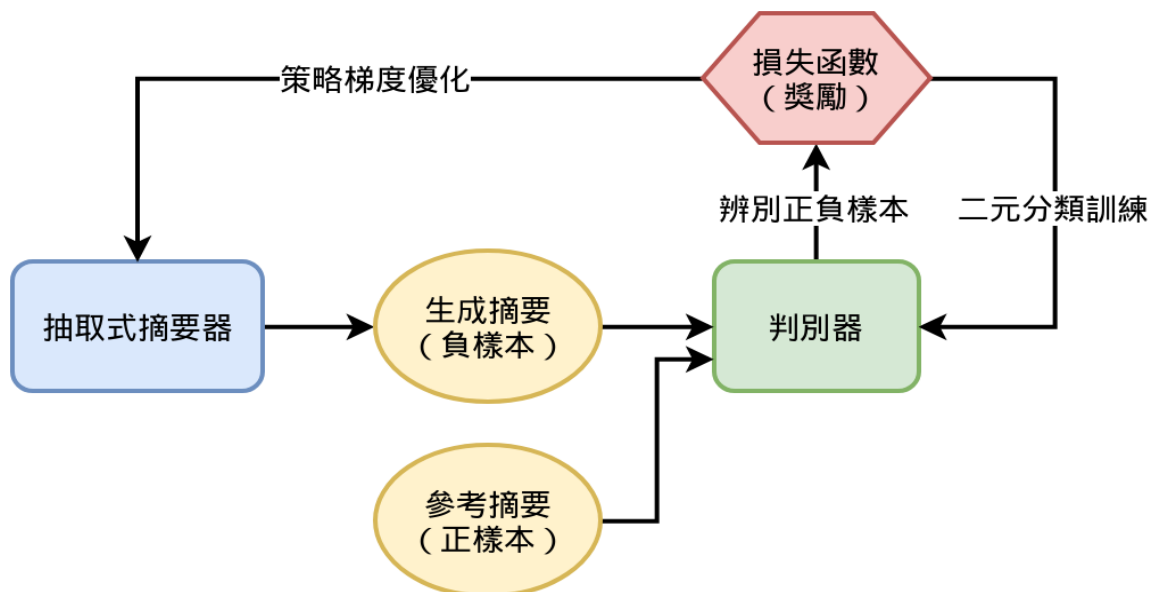 損失函數
（獎勵）
策略梯度優化
辨別正負樣本
二元分類訓練
抽取式摘要器
生成摘要
（負樣本）
判別器
參考摘要
（正樣本）